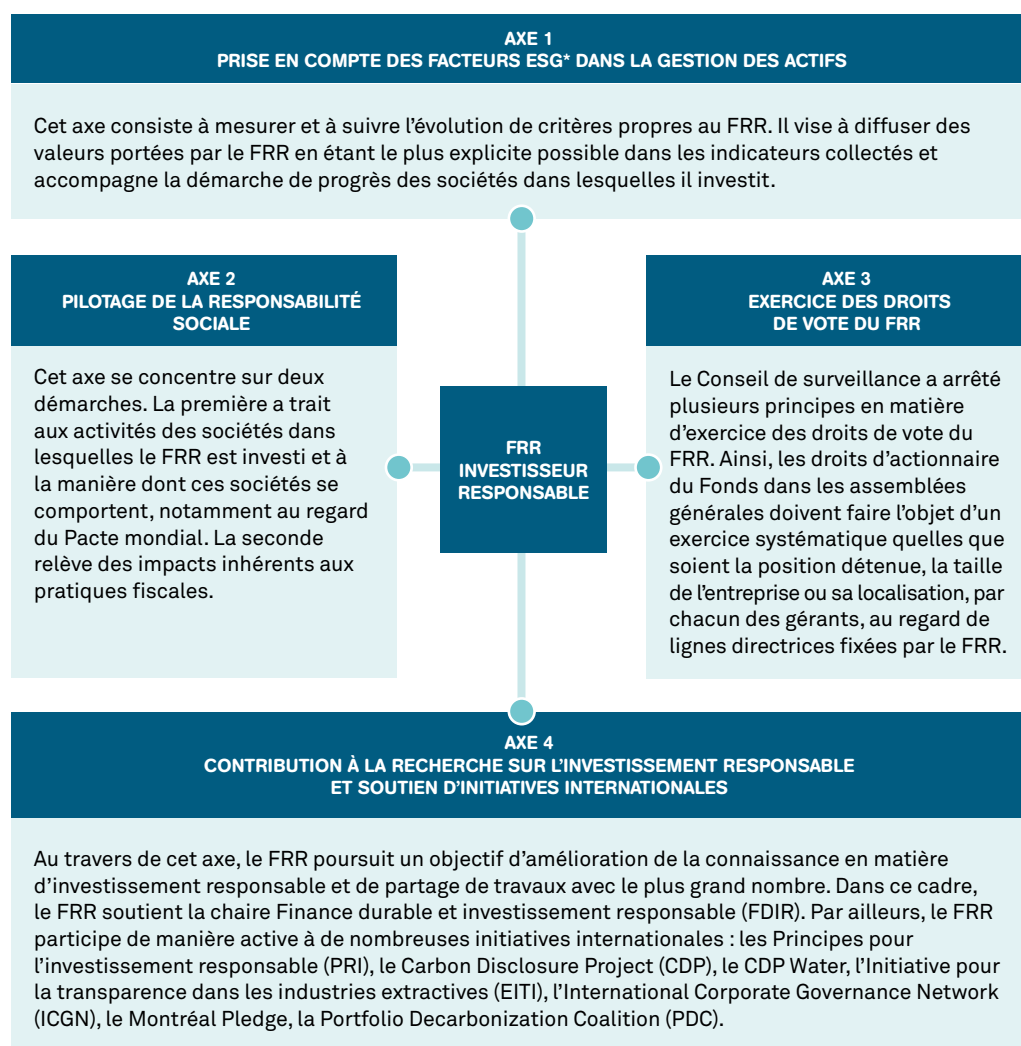 AXE 1
PRISE EN COMPTE DES FACTEURS ESG* DANS LA GESTION DES ACTIFS
Cet axe consiste à mesurer et à suivre l'évolution de critères propres au FRR. Il vise à diffuser des
valeurs portées par le FRR en étant le plus explicite possible dans les indicateurs collectés et
accompagne la démarche de progrès des sociétés dans lesquelles il investit.
AXE 2
PILOTAGE DE LA RESPONSABILITÉ
SOCIALE
Cet axe se concentre sur deux
démarches. La première a trait
aux activités des sociétés dans
lesquelles le FRR est investi et à
la manière dont ces sociétés se
comportent, notamment au regard
du Pacte mondial. La seconde
relève des impacts inhérents aux
pratiques fiscales.
FRR
INVESTISSEUR
RESPONSABLE
AXE 3
EXERCICE DES DROITS
DE VOTE DU FRR
Le Conseil de surveillance a arrêté
plusieurs principes en matière
d'exercice des droits de vote du
FRR. Ainsi, les droits d'actionnaire
du Fonds dans les assemblées
générales doivent faire l'objet d'un
exercice systématique quelles que
soient la position détenue, la taille
de l'entreprise ou sa localisation, par
chacun des gérants, au regard de
lignes directrices fixées par le FRR.
AXE 4
CONTRIBUTION À LA RECHERCHE SUR L'INVESTISSEMENT RESPONSABLE
ET SOUTIEN D'INITIATIVES INTERNATIONALES
Au travers de cet axe, le FRR poursuit un objectif d'amélioration de la connaissance en matière
d'investissement responsable et de partage de travaux avec le plus grand nombre. Dans ce cadre,
le FRR soutient la chaire Finance durable et investissement responsable (FDIR). Par ailleurs, le FRR
participe de manière active à de nombreuses initiatives internationales : les Principes pour
l'investissement responsable (PRI), le Carbon Disclosure Project (CDP), le CDP Water, l'Initiative pour
la transparence dans les industries extractives (EITI), l'International Corporate Governance Network
(ICGN), le Montréal Pledge, la Portfolio Decarbonization Coalition (PDC).